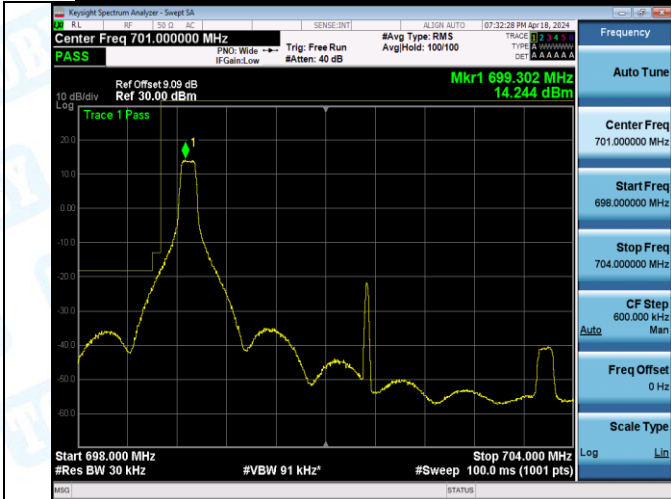 Keysight Spectrum Analyzer - Swept SA
RL RF 50 Ω AC SENSE:INT ALIGN AUTO 07:32:28 PM Apr 18, 2024
Center Freq 701.000000 MHz
PNO: Wide
IFGain:Low
Trig: Free Run
#Atten: 40 dB
#Avg Type: RMS
Avg|Hold: 100/100
TRACE 1 2 3 4 5 6
TYPE A WWWWW
DET A A A A A A
PASS
Mkr1 699.302 MHz
14.244 dBm
Ref Offset 9.09 dB
Ref 30.00 dBm
10 dB/div
Log
Trace 1 Pass
1
20.0
10.0
0.00
-10.0
-20.0
-30.0
-40.0
-50.0
-60.0
Start 698.000 MHz
Stop 704.000 MHz
#Res BW 30 kHz
#VBW 91 kHz*
#Sweep 100.0 ms (1001 pts)
MSG
STATUS
Frequency
Auto Tune
Center Freq
701.000000 MHz
Start Freq
698.000000 MHz
Stop Freq
704.000000 MHz
CF Step
600.000 kHz
Auto Man
Freq Offset
0 Hz
Scale Type
Log Lin